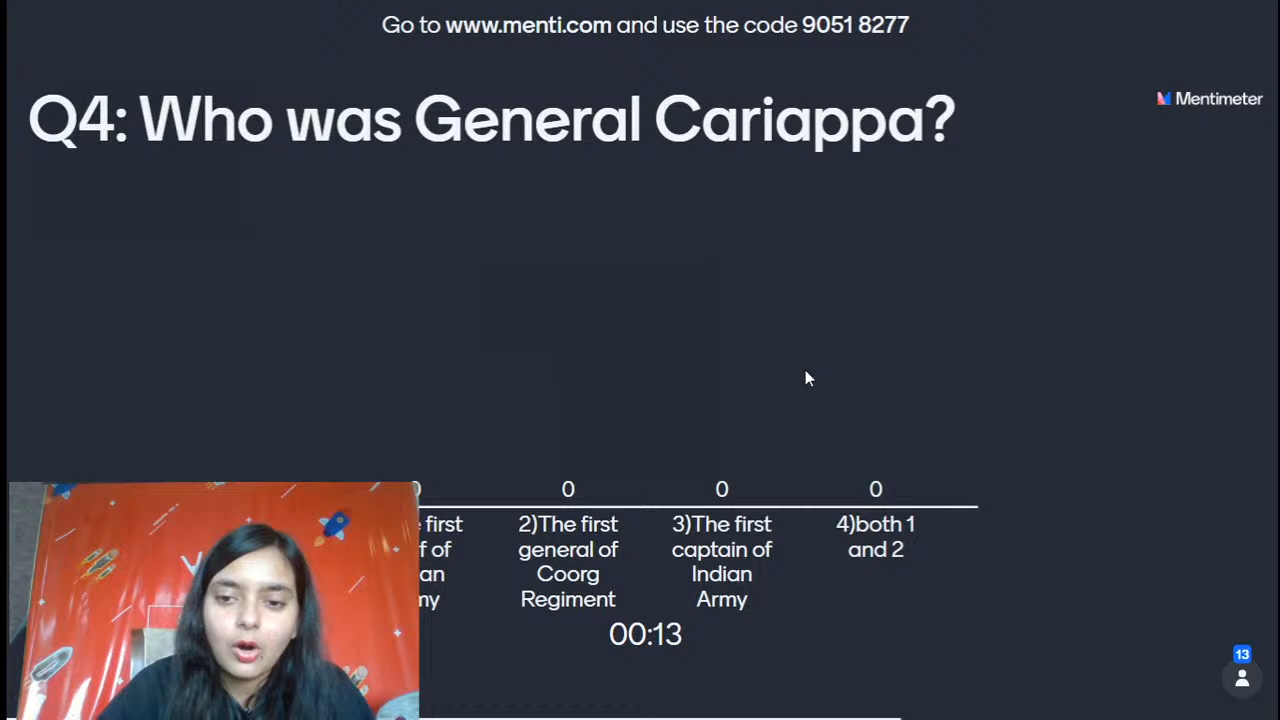 Go to www.menti.com and use the code 9051 8277
Q4: Who was General Cariappa?
Mentimeter
0
0
0
first
2)The first
3)The first
4)both 1
of
general of
captain of
and 2
Coorg
Indian
Regiment
Army
00:13
13